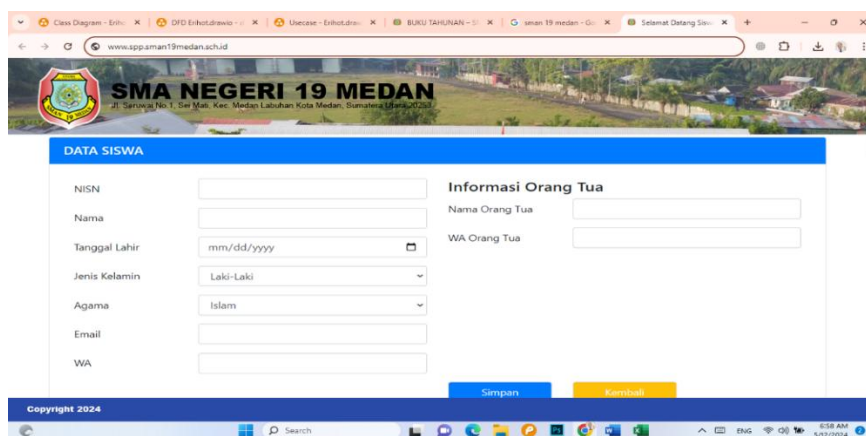 Class Diagram - Eriho
DFD Erihot.drawio - d
Usecase - Erihot.draw
BUKU TAHUNAN - S
sman 19 medan - Go
Selamat Datang Sisw
www.spp.sman19medan.sch.id
SMA NEGERI 19 MEDAN
Jl. Seruwai No.1, Sei Mati, Kec. Medan Labuhan Kota Medan, Sumatera Utara 20251
DATA SISWA
NISN
Nama
Tanggal Lahir mm/dd/yyyy
Jenis Kelamin Laki-Laki
Agama Islam
Email
WA
Informasi Orang Tua
Nama Orang Tua
WA Orang Tua
Simpan Kembali
Copyright 2024
Search
ENG
6:58 AM